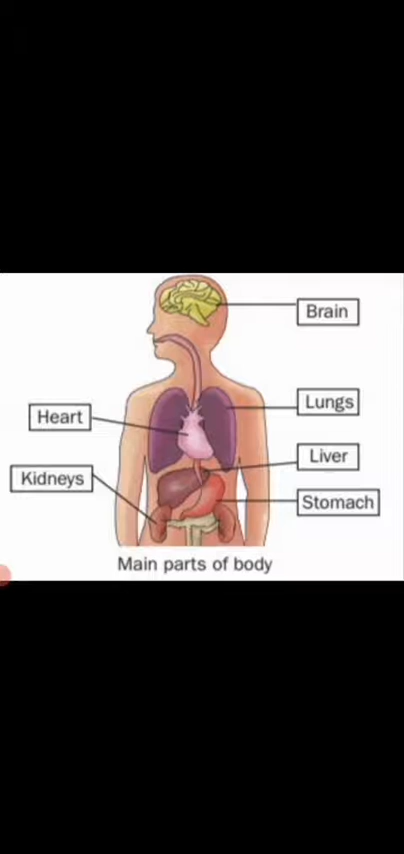 Brain
Lungs
Heart
Liver
Kidneys
Stomach
Main parts of body